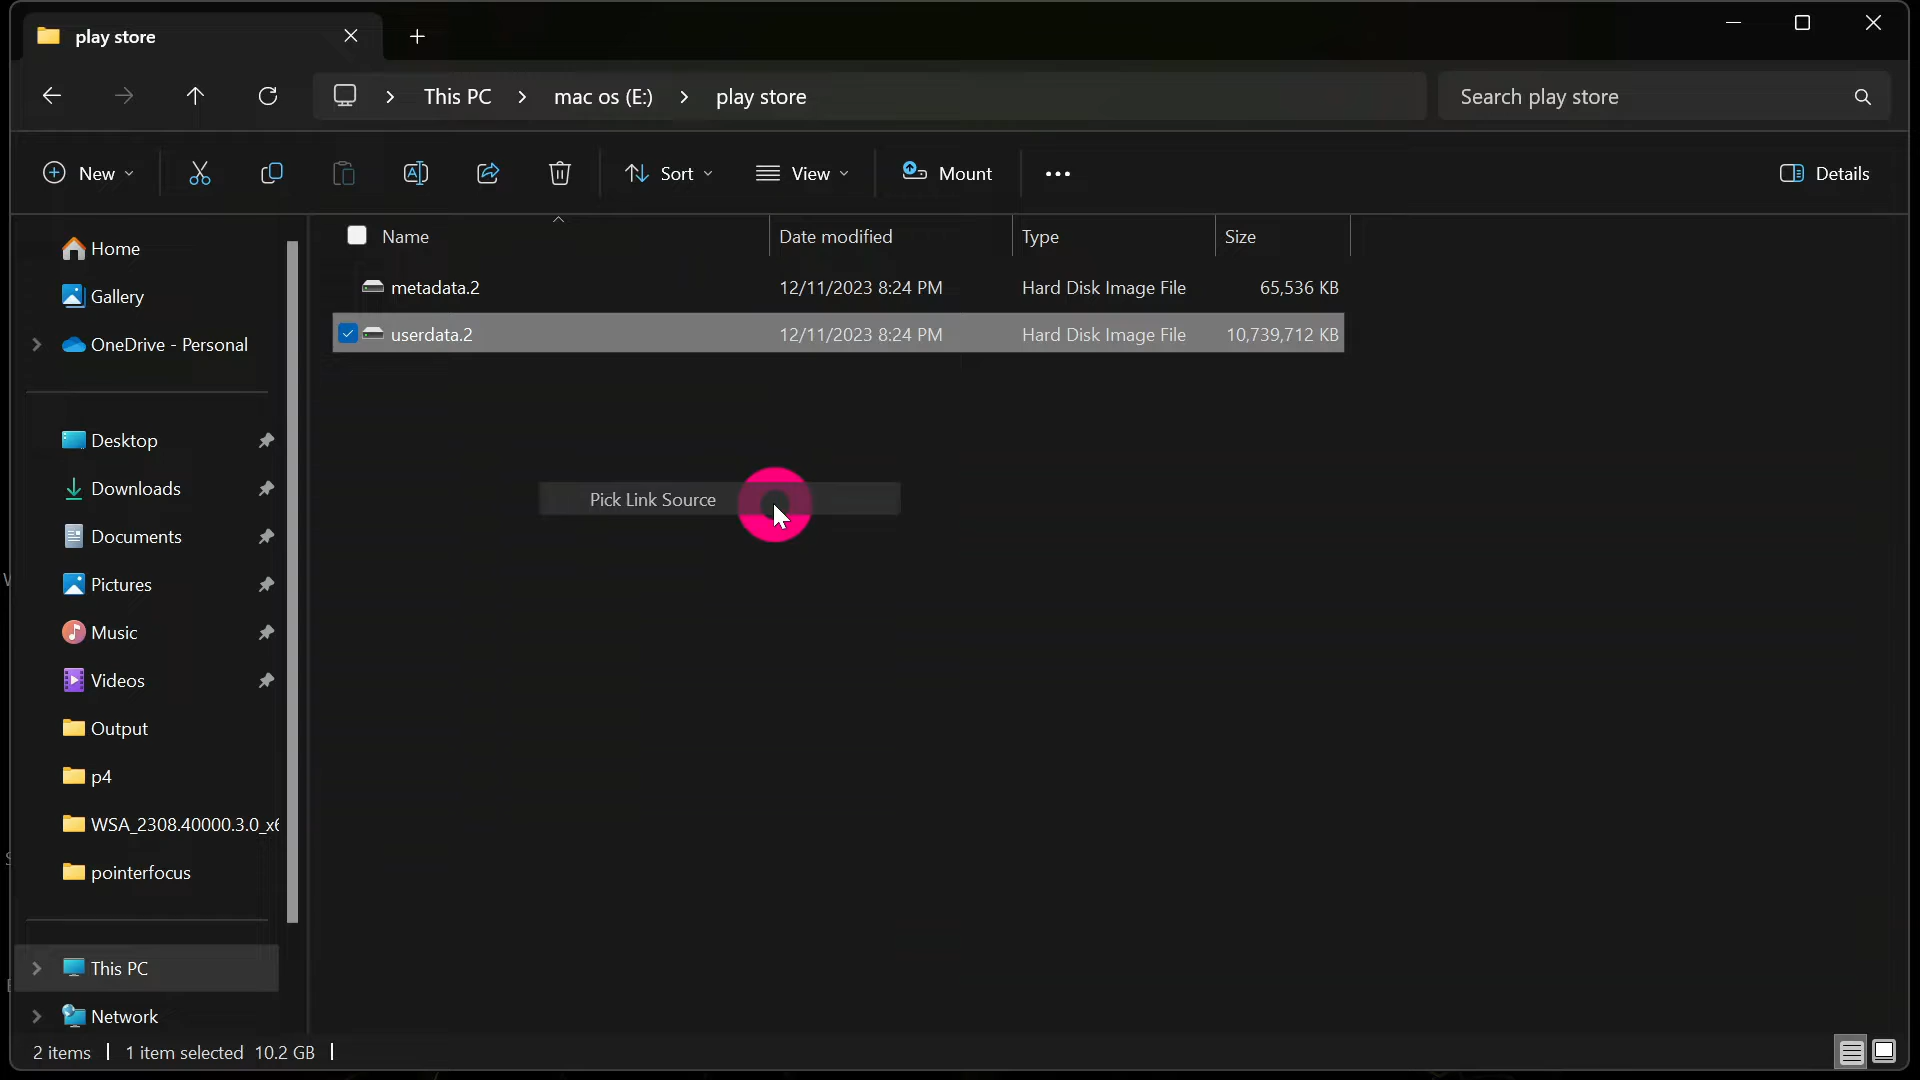 play store
This PC
mac os (E:)
play store
Search play store
New
Sort
View
Mount
Details
Name
Date modified
Type
Size
metadata.2
12/11/2023 8:24 PM
Hard Disk Image File
65,536 KB
userdata.2
12/11/2023 8:24 PM
Hard Disk Image File
10,739,712 KB
Pick Link Source
Home
Gallery
OneDrive - Personal
Desktop
Downloads
Documents
Pictures
Music
Videos
Output
p4
WSA_2308.40000.3.0_x6
pointerfocus
This PC
Network
2 items
1 item selected 10.2 GB